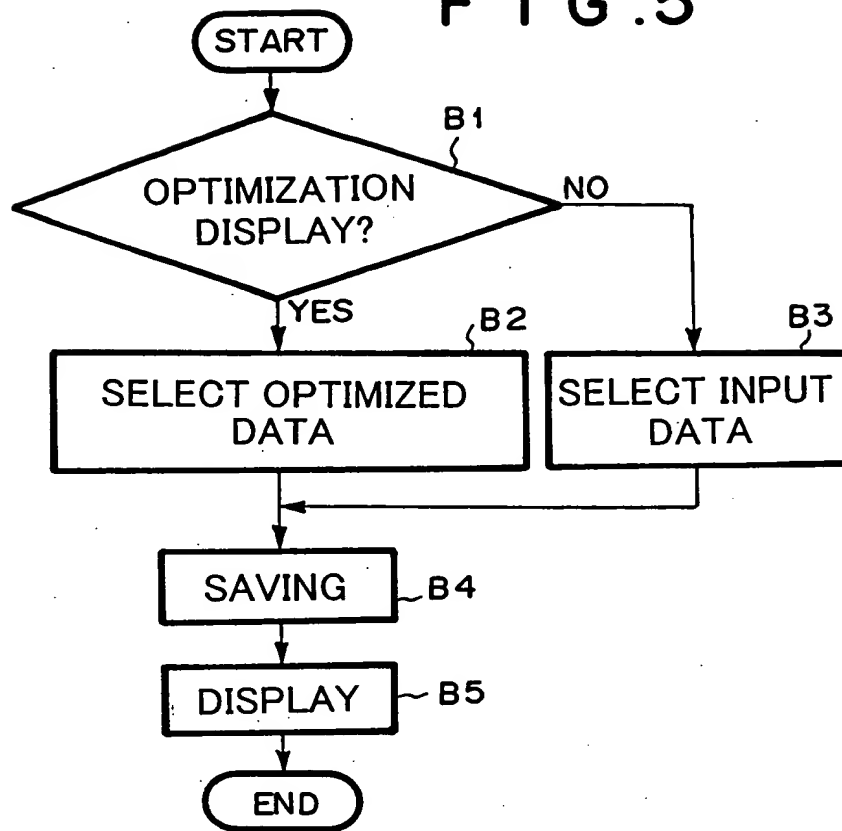 FIG.5
START
B1
OPTIMIZATION
DISPLAY?
NO
YES
B2
B3
SELECT OPTIMIZED
DATA
SELECT INPUT
DATA
SAVING
B4
DISPLAY
B5
END